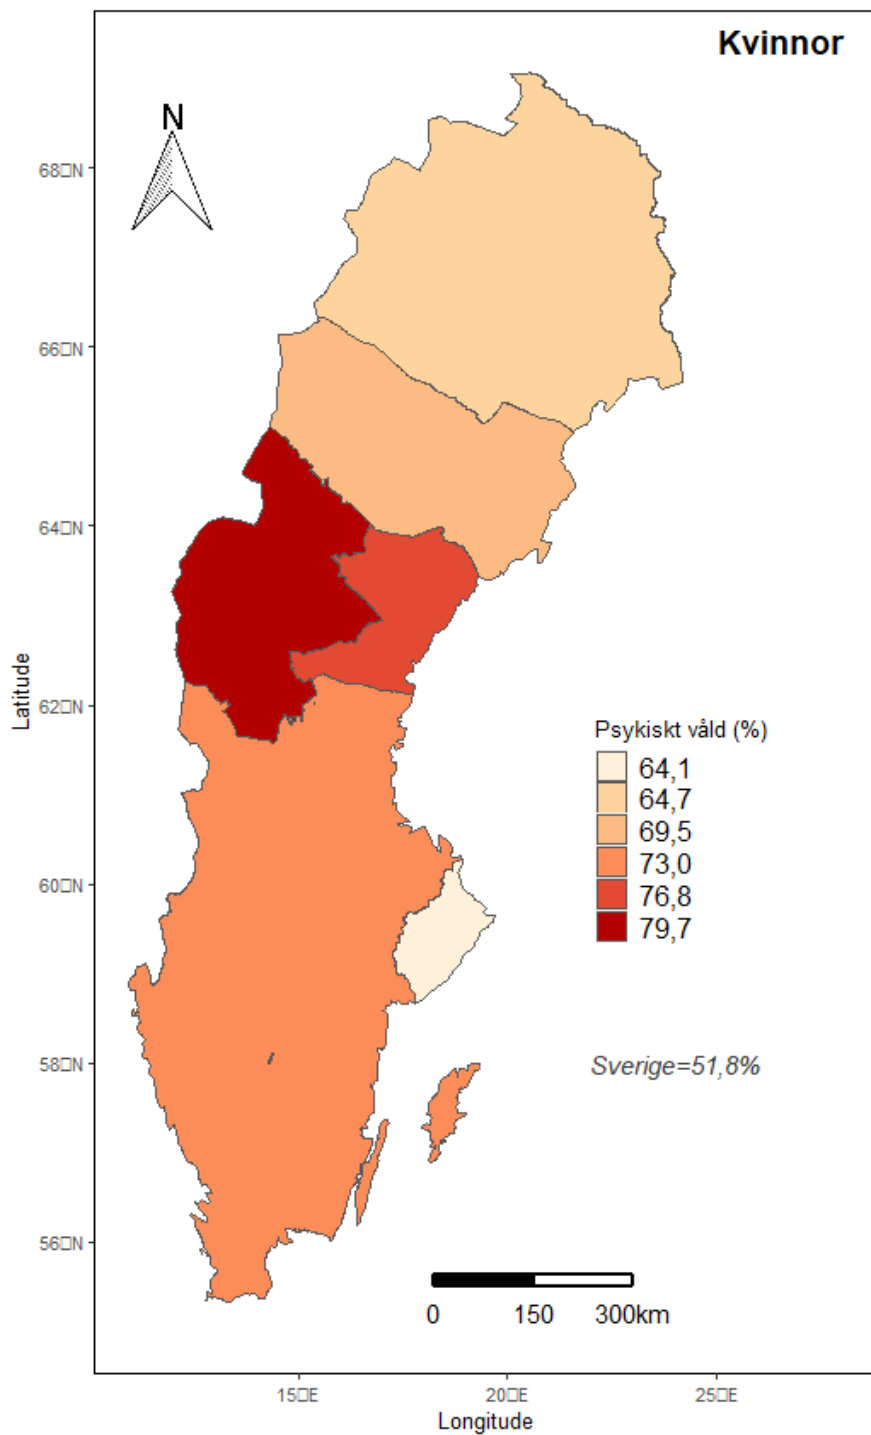 Kvinnor
N
68□N
66□N
64□N
62□N
60□N
58□N
56□N
Latitude
Psykiskt våld (%)
64,1
64,7
69,5
73,0
76,8
79,7
Sverige=51,8%
0 150 300km
15□E 20□E 25□E
Longitude